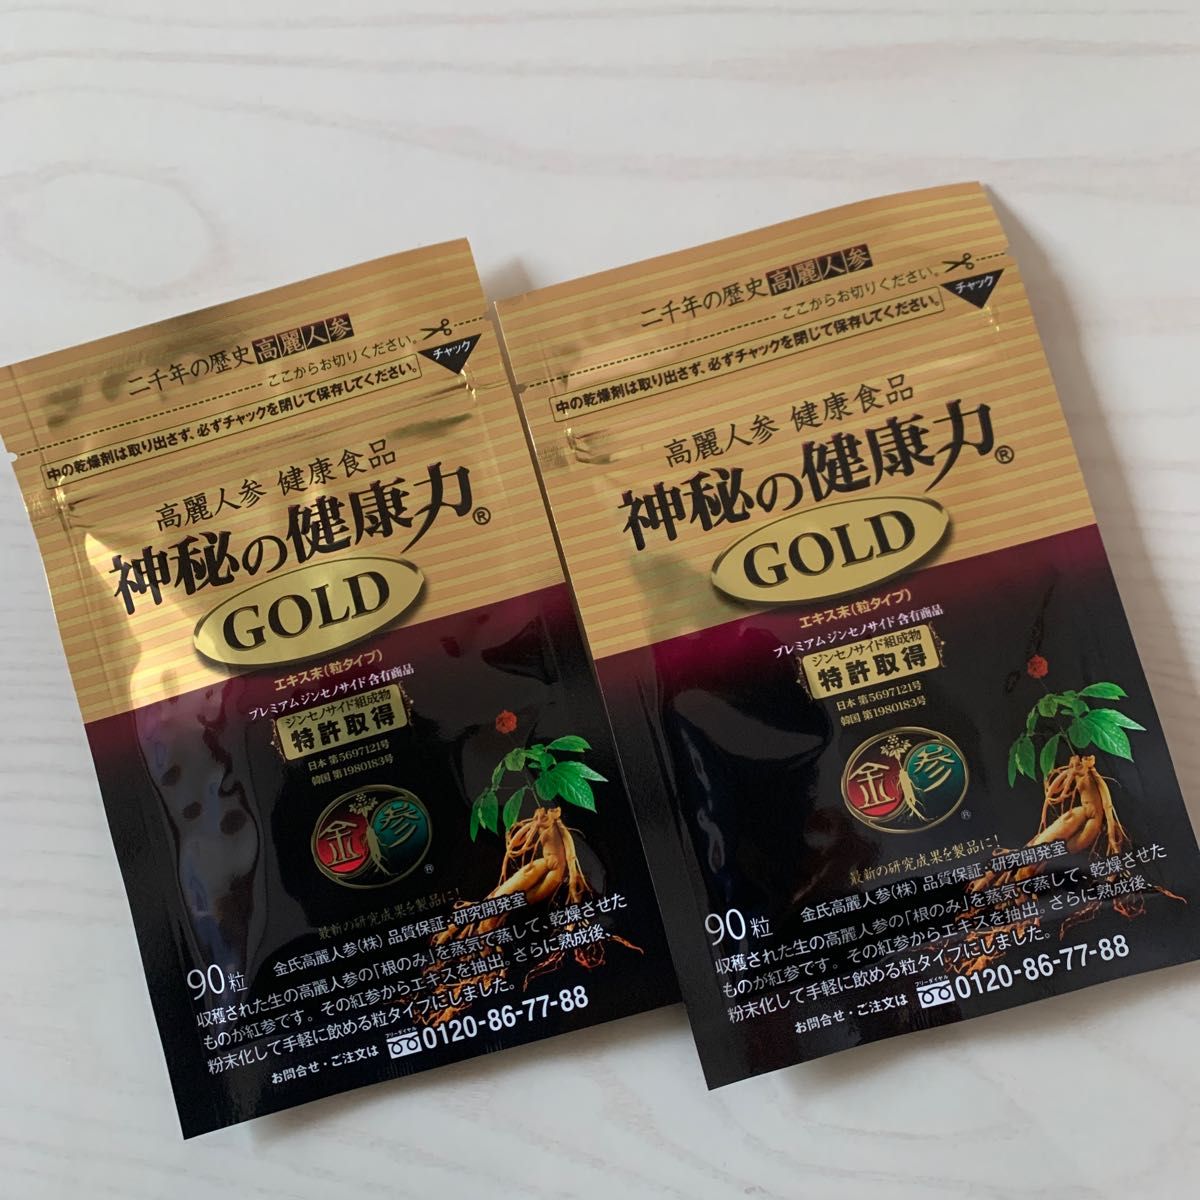 二千年の歴史 高麗人参
ここからお切りください。
チャック
中の乾燥剤は取り出さず、必ずチャックを閉じて保存してください。
高麗人参 健康食品
神秘の健康力®
GOLD
エキス末(粒タイプ)
プレミアムジンセノサイド含有商品
ジンセノサイド組成物
特許取得
日本 第5697121号
韓国 第1980183号
金 参
®
最新の研究成果を製品に!
金氏高麗人参(株) 品質保証・研究開発室
90粒
収穫された生の高麗人参の「根のみ」を蒸気で蒸して、乾燥させた
ものが紅参です。その紅参からエキスを抽出。さらに熟成後、
粉末化して手軽に飲める粒タイプにしました。
お問合せ・ご注文は フリーダイヤル 0120-86-77-88
二千年の歴史 高麗人参
ここからお切りください。
チャック
中の乾燥剤は取り出さず、必ずチャックを閉じて保存してください。
高麗人参 健康食品
神秘の健康力®
GOLD
エキス末(粒タイプ)
プレミアムジンセノサイド含有商品
ジンセノサイド組成物
特許取得
日本 第5697121号
韓国 第1980183号
金 参
®
最新の研究成果を製品に!
金氏高麗人参(株) 品質保証・研究開発室
90粒
収穫された生の高麗人参の「根のみ」を蒸気で蒸して、乾燥させた
ものが紅参です。その紅参からエキスを抽出。さらに熟成後、
粉末化して手軽に飲める粒タイプにしました。
お問合せ・ご注文は フリーダイヤル 0120-86-77-88